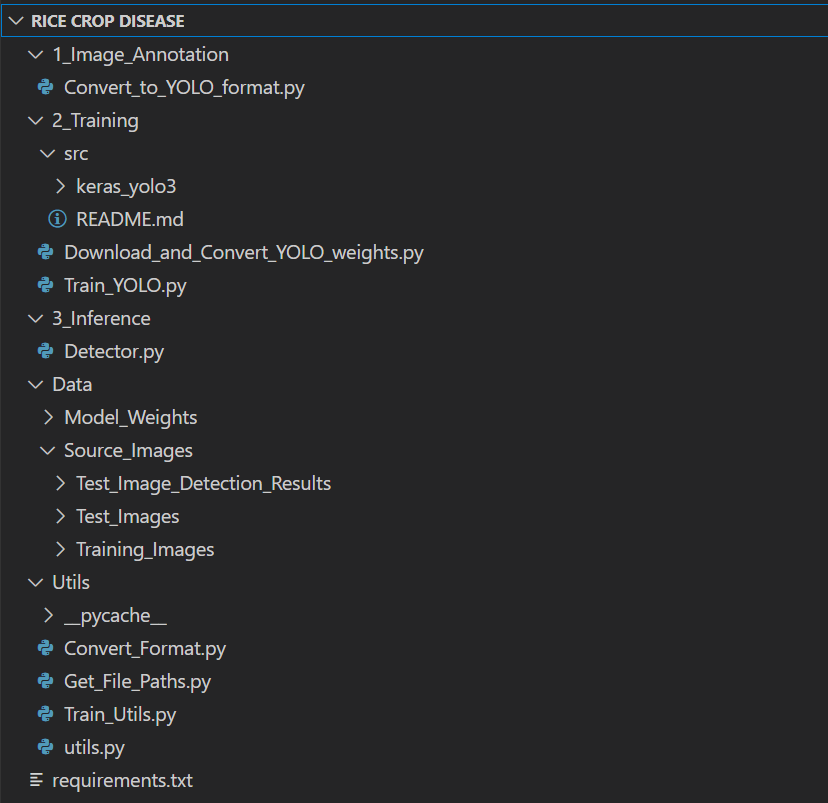 RICE CROP DISEASE
1_Image_Annotation
Convert_to_YOLO_format.py
2_Training
src
keras_yolo3
README.md
Download_and_Convert_YOLO_weights.py
Train_YOLO.py
3_Inference
Detector.py
Data
Model_Weights
Source_Images
Test_Image_Detection_Results
Test_Images
Training_Images
Utils
__pycache__
Convert_Format.py
Get_File_Paths.py
Train_Utils.py
utils.py
requirements.txt